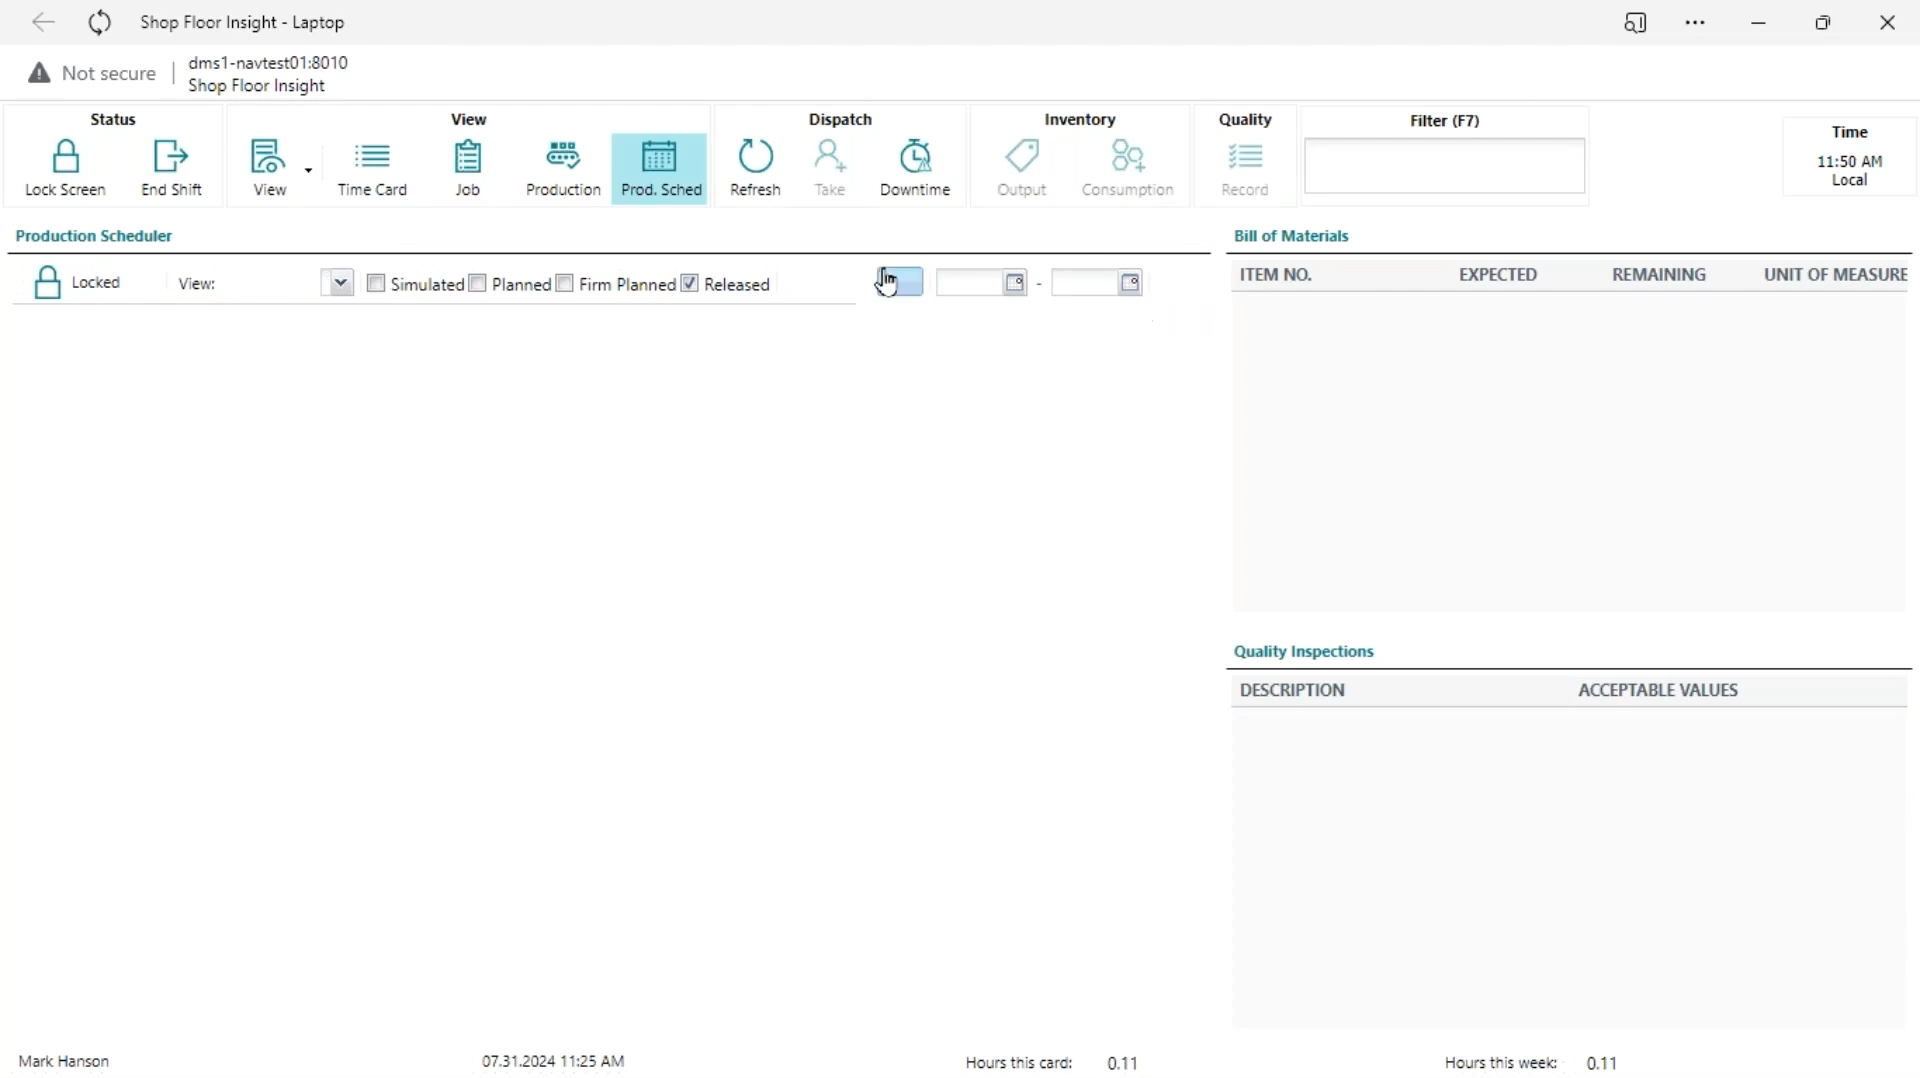 Shop Floor Insight - Laptop
Not secure
dms1-navtest01:8010
Shop Floor Insight
Status
View
Dispatch
Inventory
Quality
Filter (F7)
Time
11:50 AM
Local
Lock Screen
End Shift
View
Time Card
Job
Production
Prod. Sched
Refresh
Take
Downtime
Output
Consumption
Record
Production Scheduler
Locked
View:
Simulated
Planned
Firm Planned
Released
-
Bill of Materials
ITEM NO.
EXPECTED
REMAINING
UNIT OF MEASURE
Quality Inspections
DESCRIPTION
ACCEPTABLE VALUES
Mark Hanson
07.31.2024 11:25 AM
Hours this card: 0.11
Hours this week: 0.11